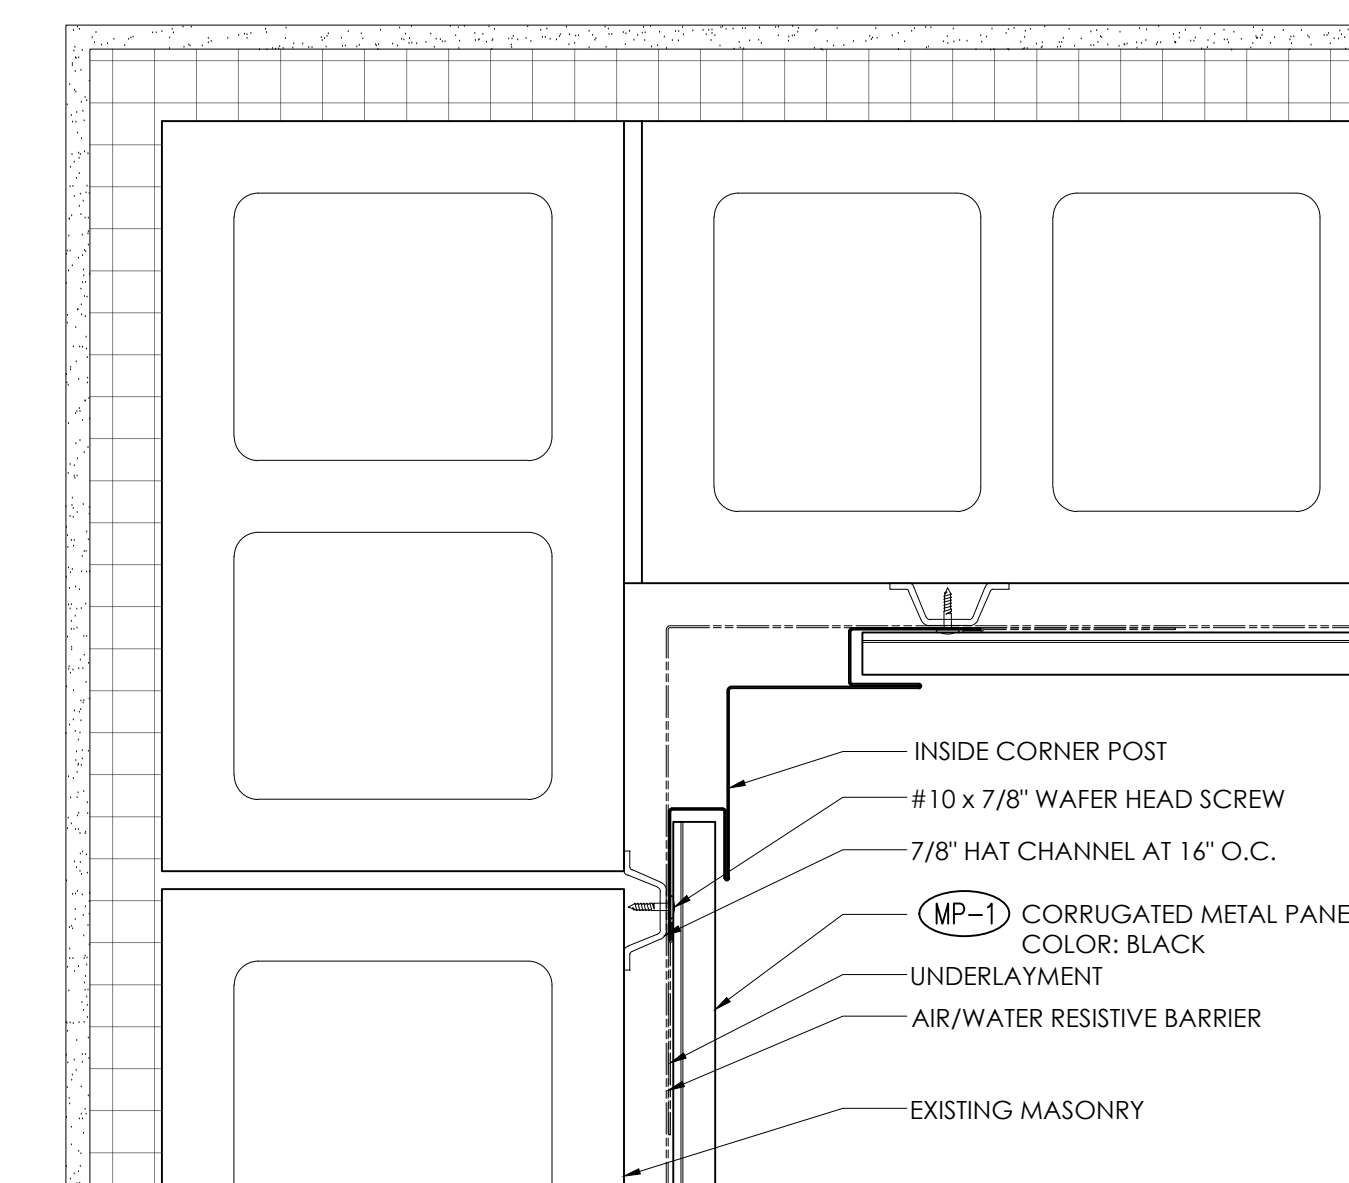 INSIDE CORNER POST
#10 x 7/8" WAFER HEAD SCREW
7/8" HAT CHANNEL AT 16" O.C.
MP-1 CORRUGATED METAL PANE
COLOR: BLACK
UNDERLAYMENT
AIR/WATER RESISTIVE BARRIER
EXISTING MASONRY